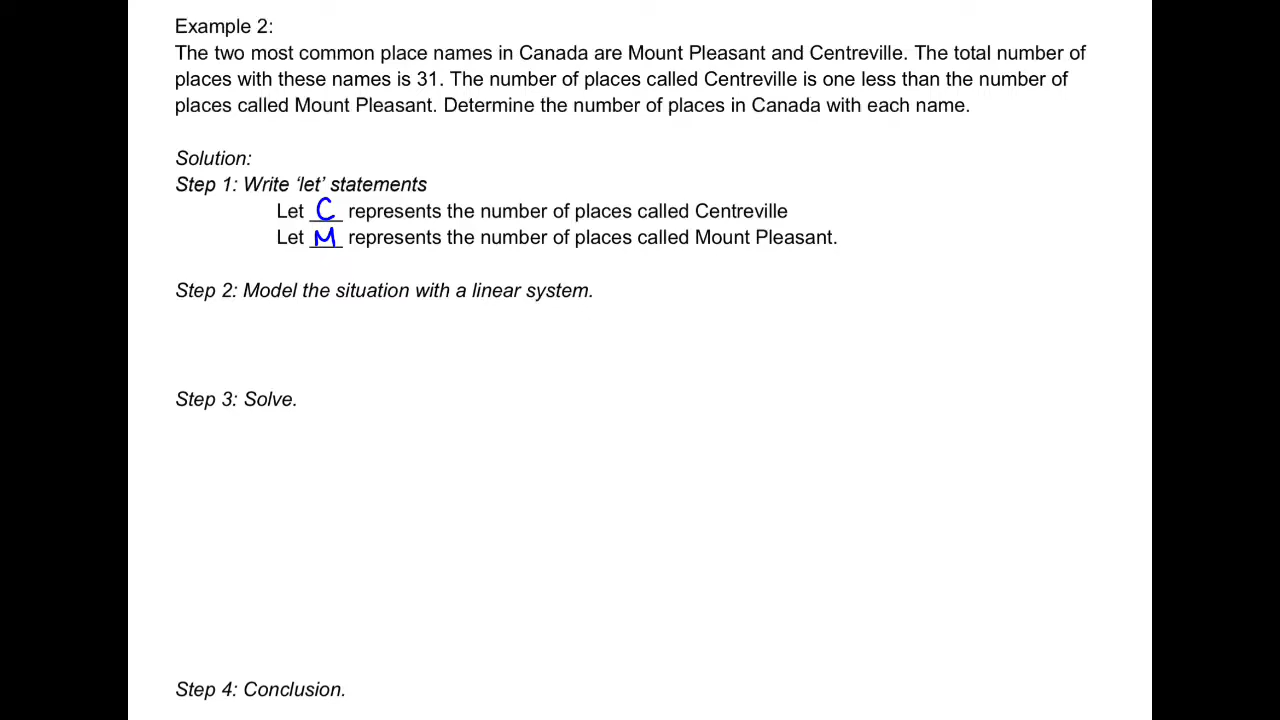 Example 2:
The two most common place names in Canada are Mount Pleasant and Centreville. The total number of
places with these names is 31. The number of places called Centreville is one less than the number of
places called Mount Pleasant. Determine the number of places in Canada with each name.
Solution:
Step 1: Write ‘let’ statements
Let C represents the number of places called Centreville
Let M represents the number of places called Mount Pleasant.
Step 2: Model the situation with a linear system.
Step 3: Solve.
Step 4: Conclusion.